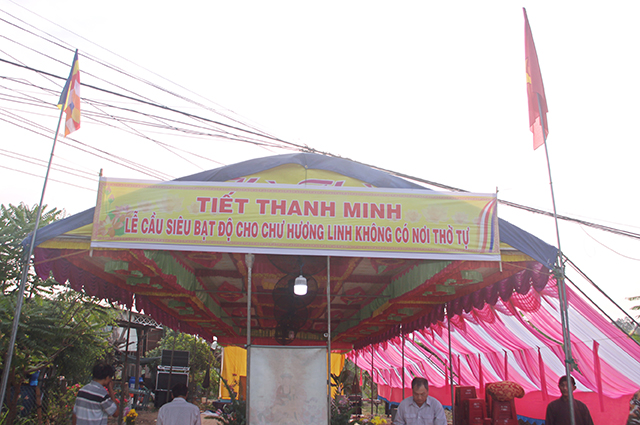 TIẾT THANH MINH
LỄ CẦU SIÊU BẠT ĐỘ CHO CHƯ HƯƠNG LINH KHÔNG CÓ NƠI THỜ TỰ